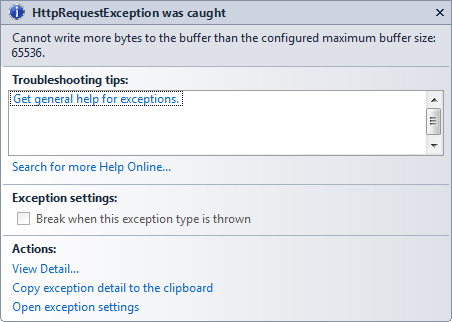 HttpRequestException was caught
Cannot write more bytes to the buffer than the configured maximum buffer size:
65536.
Troubleshooting tips:
Get general help for exceptions.
Search for more Help Online...
Exception settings:
Break when this exception type is thrown
Actions:
View Detail...
Copy exception detail to the clipboard
Open exception settings